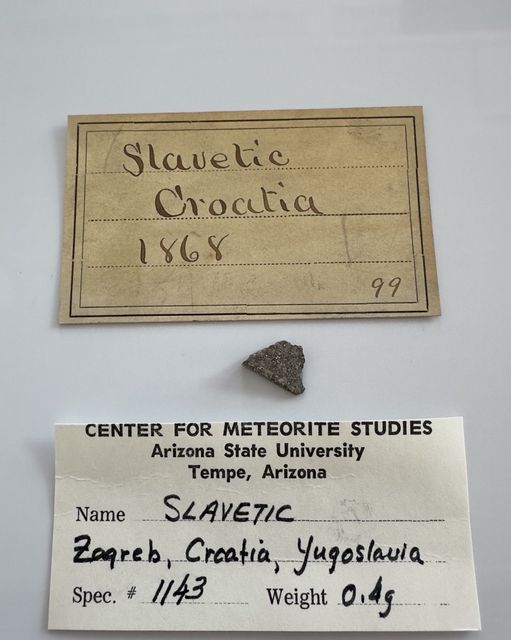 Slavetic
Croatia
1868
99
CENTER FOR METEORITE STUDIES
Arizona State University
Tempe, Arizona
Name SLAVETIC
Zagreb, Croatia, Yugoslavia
Spec. # 1143 Weight 0.4g